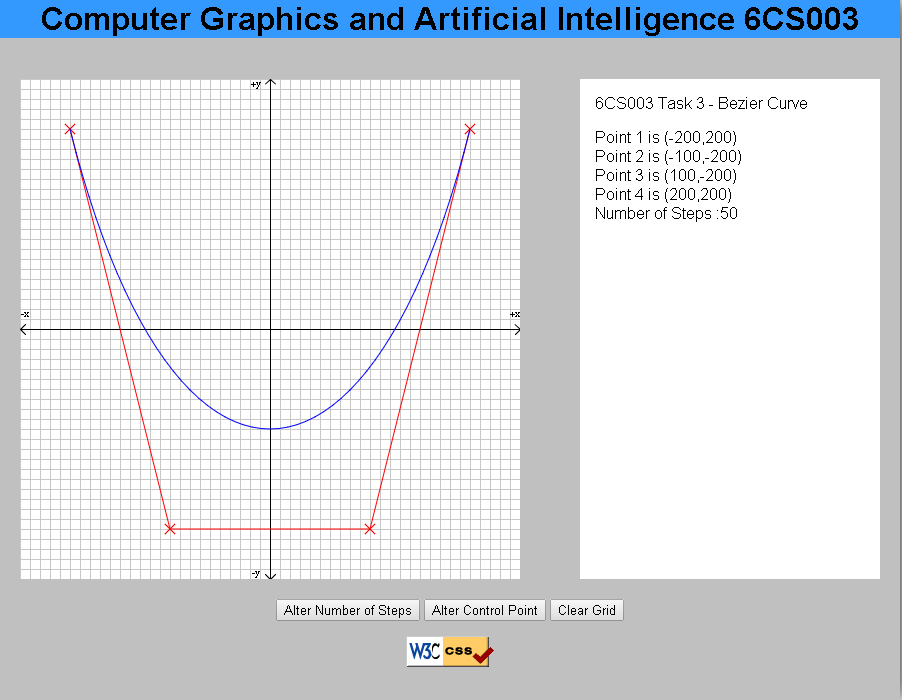 Computer Graphics and Artificial Intelligence 6CS003
+y
-x
+x
-y
6CS003 Task 3 - Bezier Curve
Point 1 is (-200,200)
Point 2 is (-100,-200)
Point 3 is (100,-200)
Point 4 is (200,200)
Number of Steps :50
Alter Number of Steps
Alter Control Point
Clear Grid
W3C css